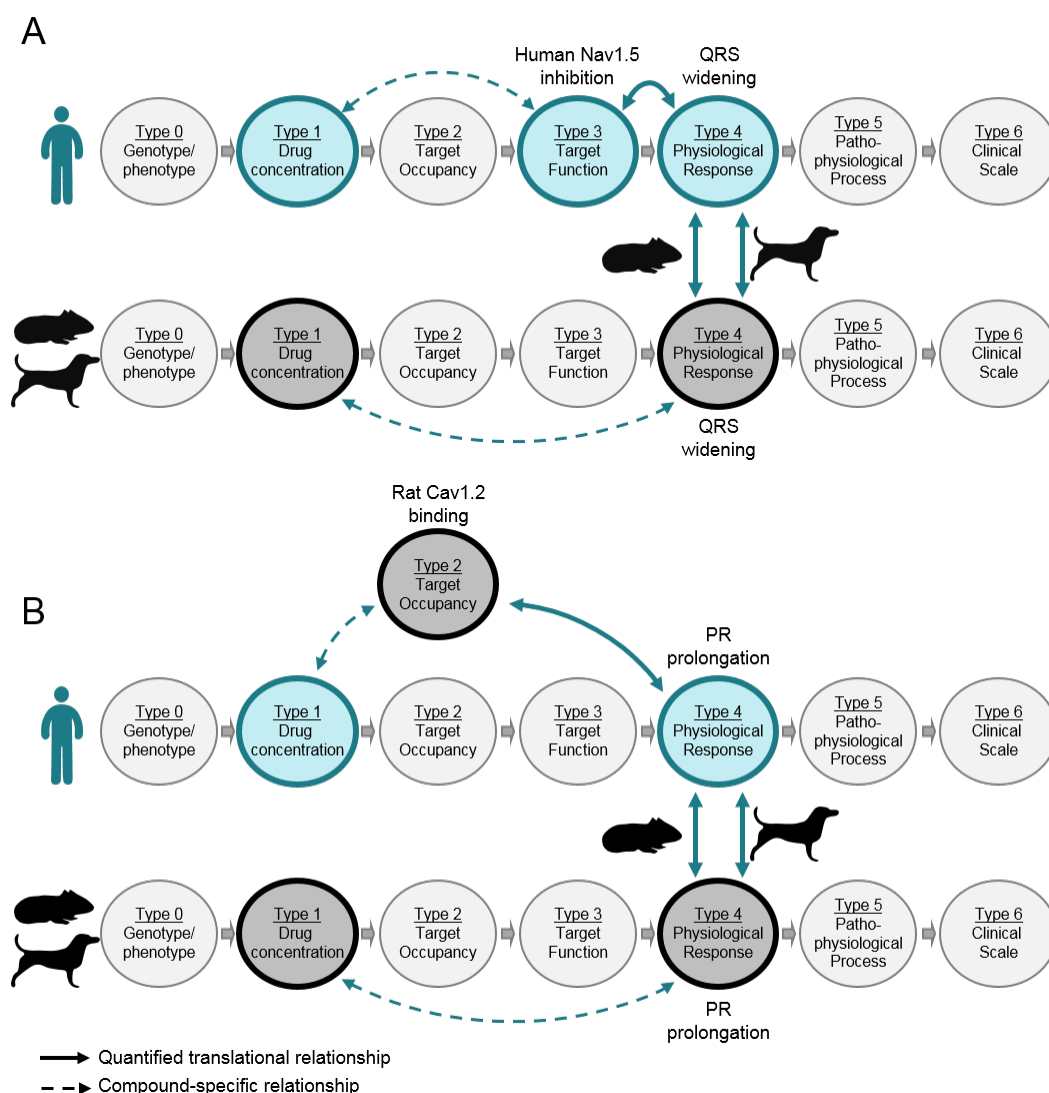 A
Human Nav1.5
inhibition
QRS
widening
Type 0
Genotype/
phenotype
Type 1
Drug
concentration
Type 2
Target
Occupancy
Type 3
Target
Function
Type 4
Physiological
Response
Type 5
Patho-
physiological
Process
Type 6
Clinical
Scale
Type 0
Genotype/
phenotype
Type 1
Drug
concentration
Type 2
Target
Occupancy
Type 3
Target
Function
Type 4
Physiological
Response
Type 5
Patho-
physiological
Process
Type 6
Clinical
Scale
QRS
widening
Rat Cav1.2
binding
Type 2
Target
Occupancy
B
PR
prolongation
Type 0
Genotype/
phenotype
Type 1
Drug
concentration
Type 2
Target
Occupancy
Type 3
Target
Function
Type 4
Physiological
Response
Type 5
Patho-
physiological
Process
Type 6
Clinical
Scale
Type 0
Genotype/
phenotype
Type 1
Drug
concentration
Type 2
Target
Occupancy
Type 3
Target
Function
Type 4
Physiological
Response
Type 5
Patho-
physiological
Process
Type 6
Clinical
Scale
PR
prolongation
Quantified translational relationship
Compound-specific relationship